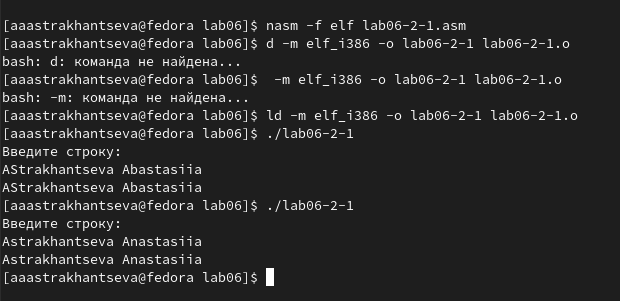 [aaastrakhantseva@fedora lab06]$ nasm -f elf lab06-2-1.asm
[aaastrakhantseva@fedora lab06]$ d -m elf_i386 -o lab06-2-1 lab06-2-1.o
bash: d: команда не найдена...
[aaastrakhantseva@fedora lab06]$  -m elf_i386 -o lab06-2-1 lab06-2-1.o
bash: -m: команда не найдена...
[aaastrakhantseva@fedora lab06]$ ld -m elf_i386 -o lab06-2-1 lab06-2-1.o
[aaastrakhantseva@fedora lab06]$ ./lab06-2-1
Введите строку:
AStrakhantseva Abastasiia
AStrakhantseva Abastasiia
[aaastrakhantseva@fedora lab06]$ ./lab06-2-1
Введите строку:
Astrakhantseva Anastasiia
Astrakhantseva Anastasiia
[aaastrakhantseva@fedora lab06]$